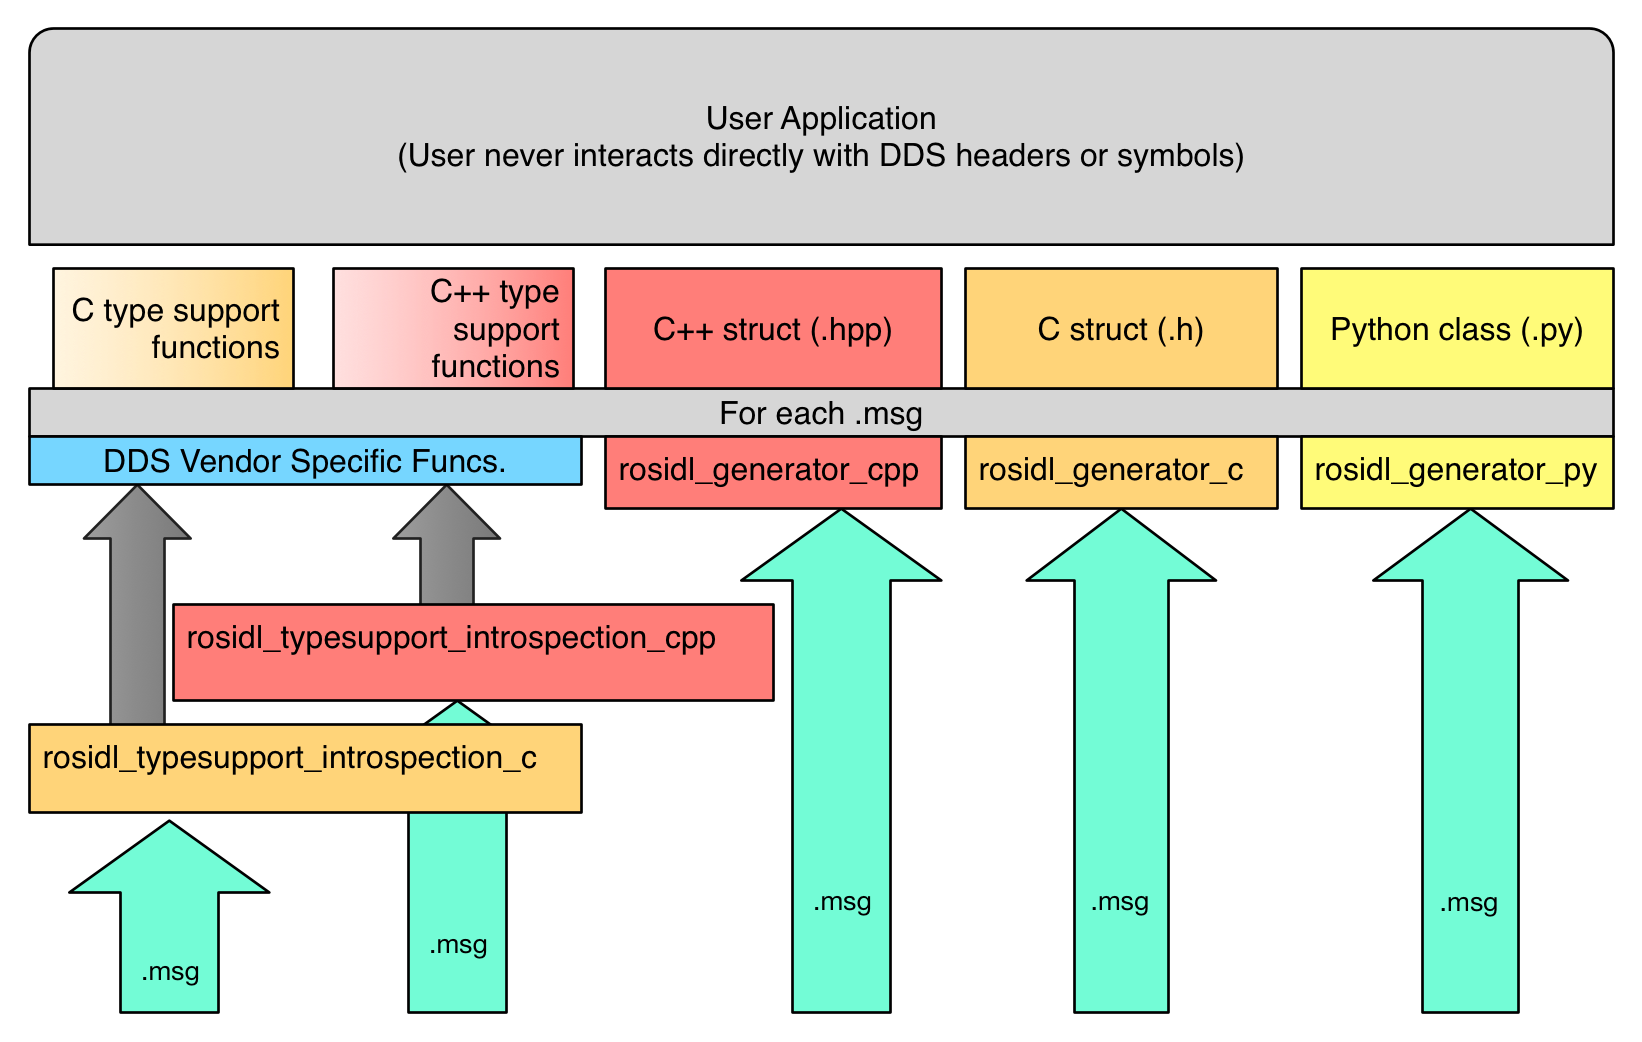 User Application
(User never interacts directly with DDS headers or symbols)
C type support
functions
C++ type
support
functions
C++ struct (.hpp)
C struct (.h)
Python class (.py)
For each .msg
DDS Vendor Specific Funcs.
rosidl_generator_cpp
rosidl_generator_c
rosidl_generator_py
rosidl_typesupport_introspection_cpp
rosidl_typesupport_introspection_c
.msg
.msg
.msg
.msg
.msg